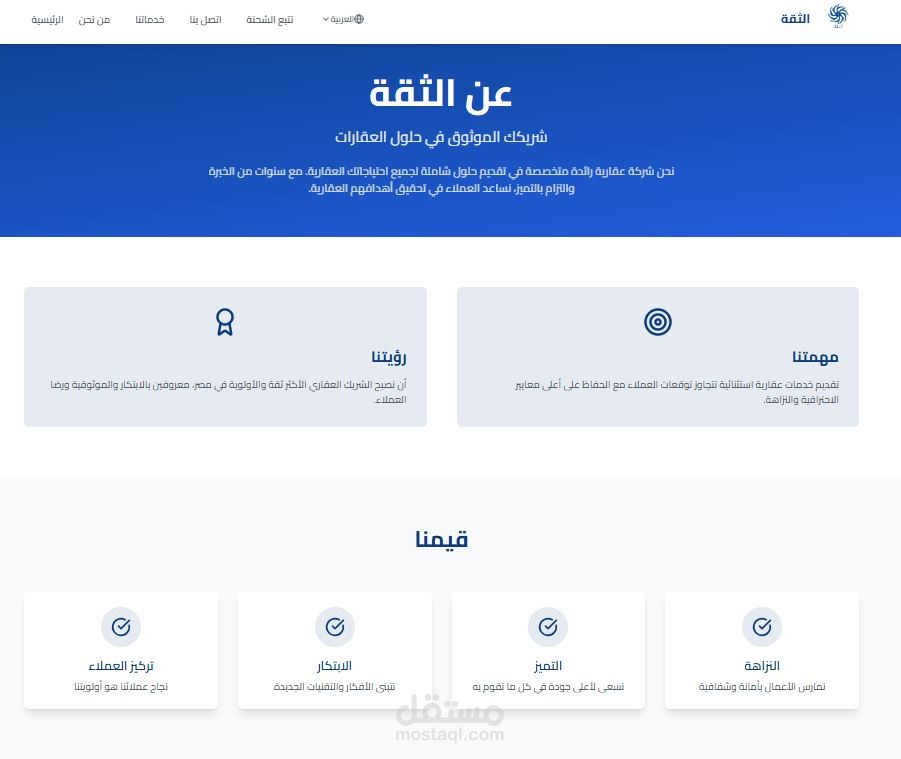 الثقة
العربية
تتبع الشحنة
اتصل بنا
خدماتنا
من نحن
الرئيسية
عن الثقة
شريكك الموثوق في حلول العقارات
نحن شركة عقارية رائدة متخصصة في تقديم حلول شاملة لجميع احتياجاتك العقارية. مع سنوات من الخبرة
والتزام بالتميز، نساعد العملاء في تحقيق أهدافهم العقارية.
مهمتنا
تقديم خدمات عقارية استثنائية تتجاوز توقعات العملاء مع الحفاظ على أعلى معايير
الاحترافية والنزاهة.
رؤيتنا
أن نصبح الشريك العقاري الأكثر ثقة والأولوية في مصر، معروفين بالابتكار والموثوقية ورضا
العملاء.
قيمنا
النزاهة
نمارس الأعمال بأمانة وشفافية
التميز
نسعى لأعلى جودة في كل ما نقوم به
الابتكار
نتبنى الأفكار والتقنيات الجديدة
تركيز العملاء
نجاح عملائنا هو أولويتنا
مستقل
mostaql.com